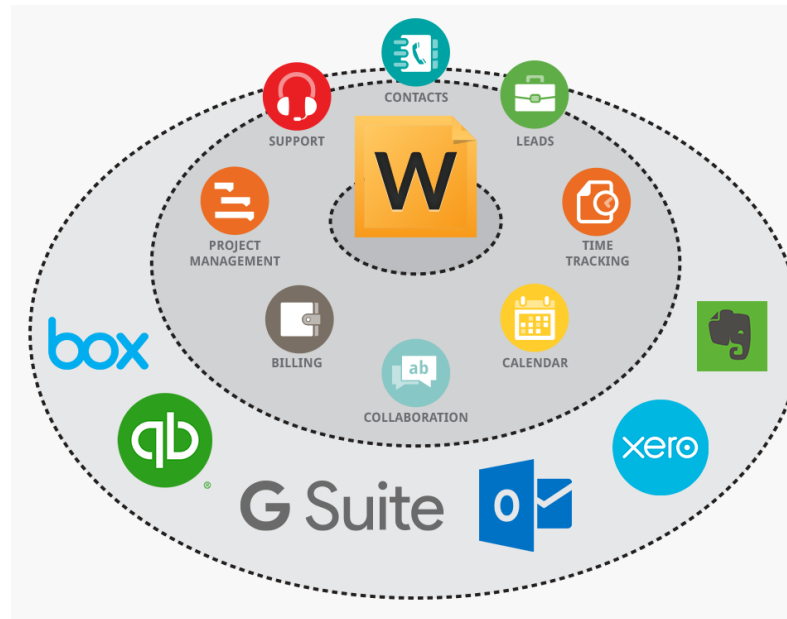 CONTACTS
SUPPORT
LEADS
W
PROJECT
MANAGEMENT
TIME
TRACKING
BILLING
CALENDAR
ab
COLLABORATION
box
qb
®
xero
G Suite
O